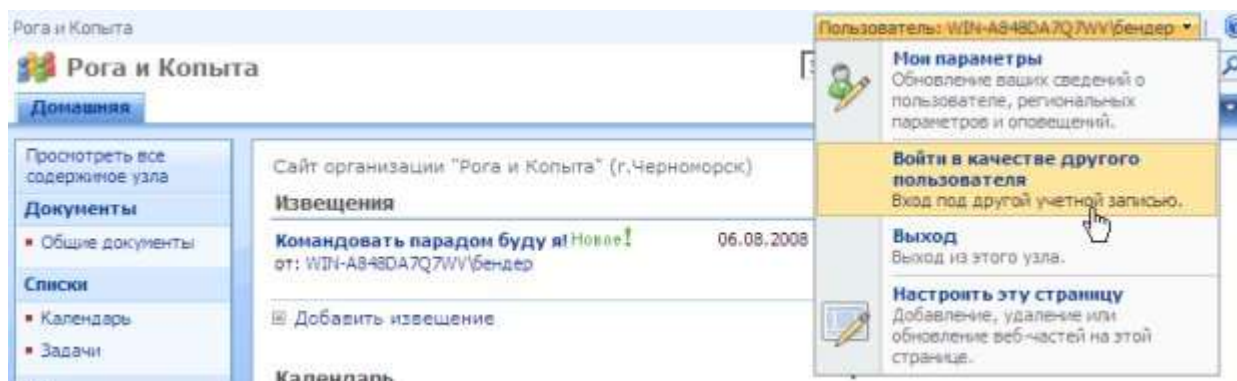 Рога и Копыта
Пользователь: WIN-A848DA7Q7WV\бендер
Рога и Копыта
Домашняя
Просмотреть все
содержимое узла
Документы
Общие документы
Списки
Календарь
Задачи
Сайт организации "Рога и Копыта" (г.Черноморск)
Извещения
Командовать парадом буду я! Новое!
06.08.2008
от: WIN-A848DA7Q7WV\бендер
Добавить извещение
Календарь
Мои параметры
Обновление ваших сведений о
пользователе, региональных
параметров и оповещений.
Войти в качестве другого
пользователя
Вход под другой учетной записью.
Выход
Выход из этого узла.
Настроить эту страницу
Добавление, удаление или
обновление веб-частей на этой
странице.